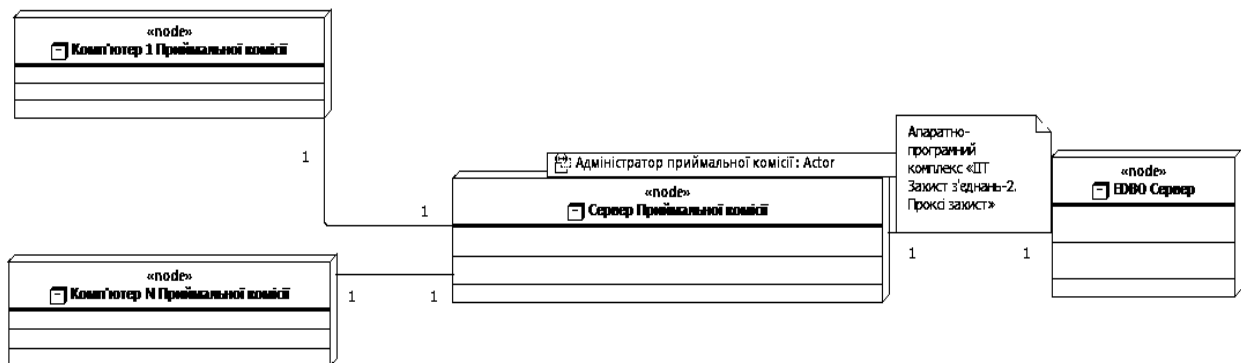 «node»
Комп'ютер 1 Приймальної комісії
1
Адміністратор приймальної комісії : Actor
Апаратно-
програмний
комплекс «ІІТ
Захист з'єднань-2.
Проксі захист»
«node»
Сервер Приймальної комісії
1
«node»
EDBO Сервер
1
1
«node»
Комп'ютер N Приймальної комісії
1
1